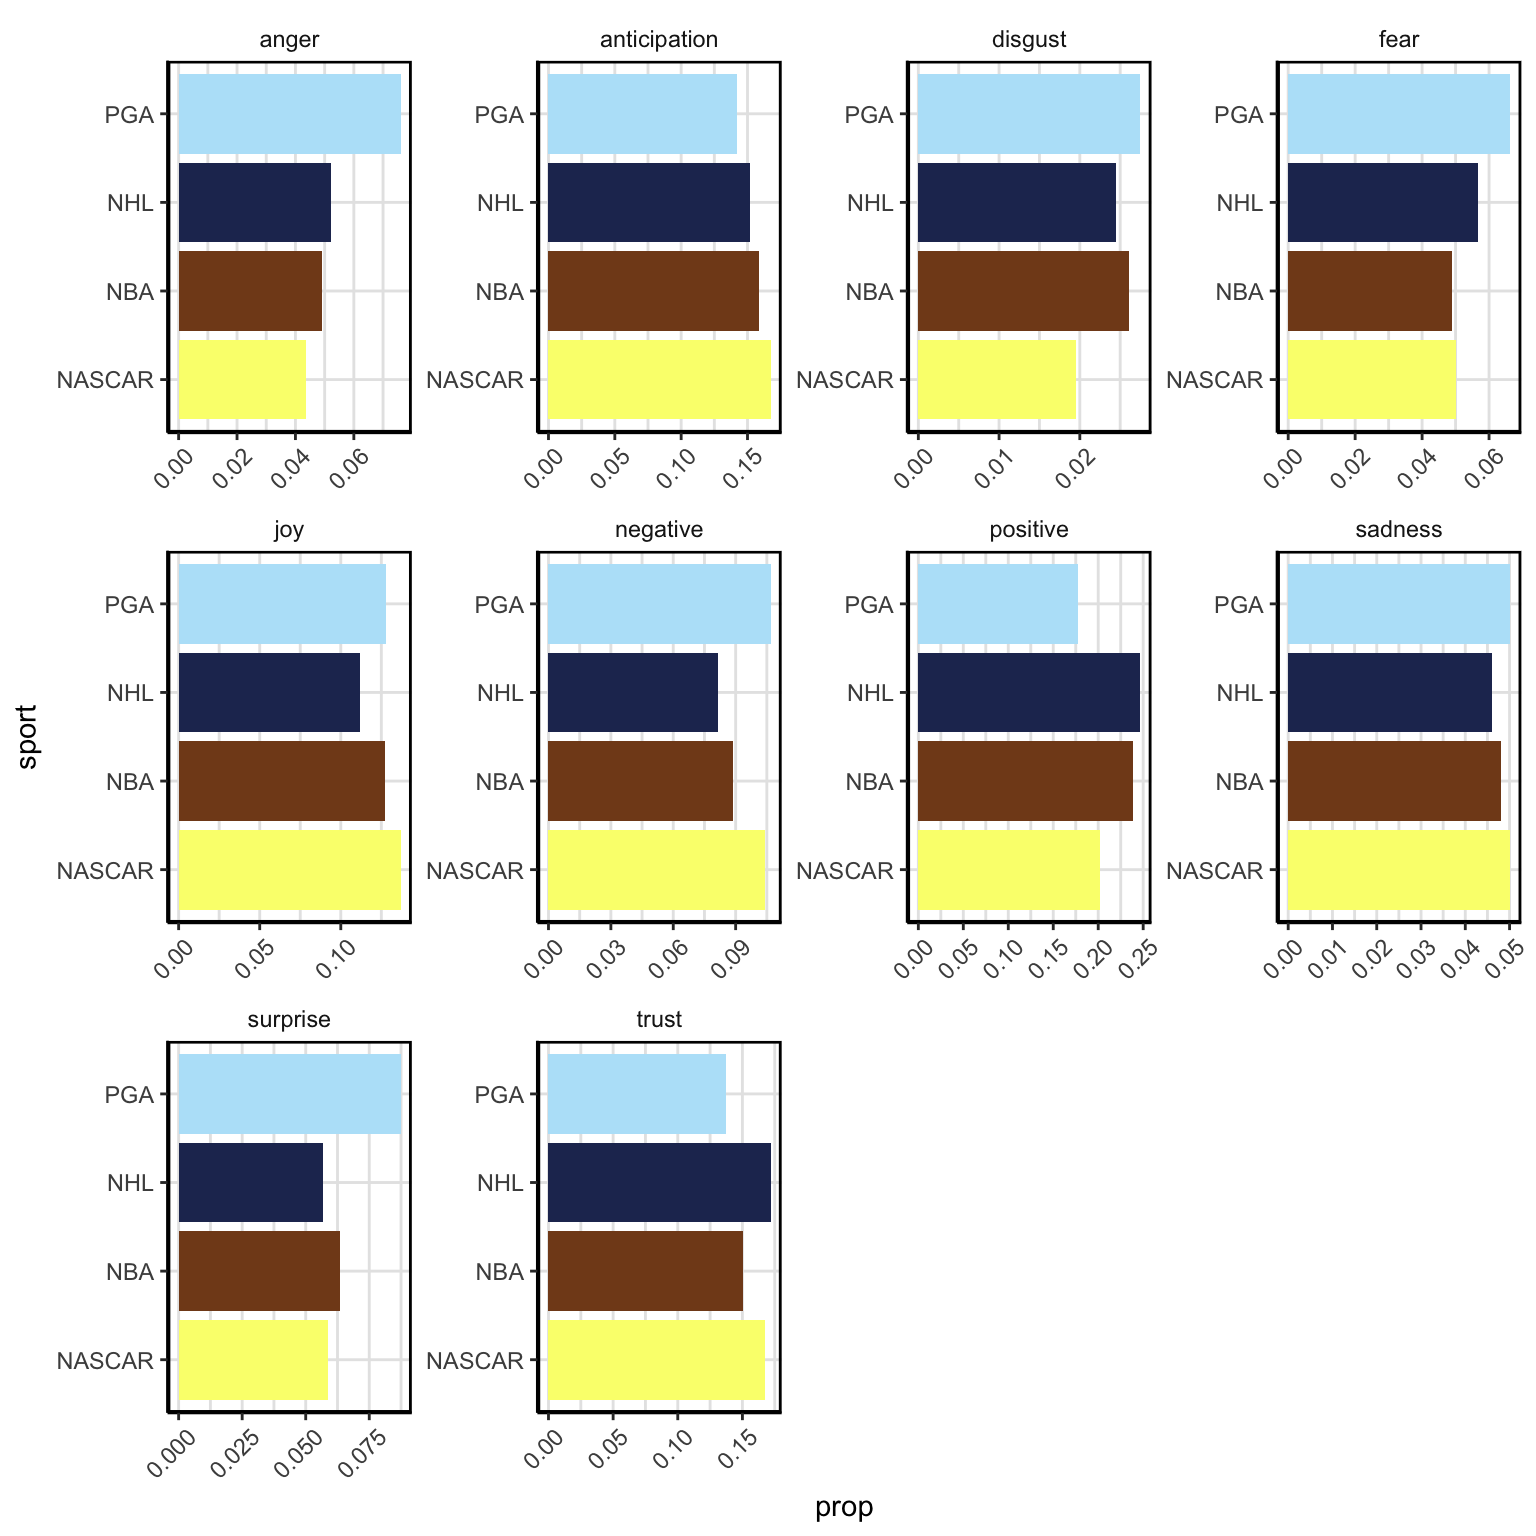 anger
anticipation
disgust
fear
PGA
NHL
NBA
NASCAR
0.00 0.02 0.04 0.06
PGA
NHL
NBA
NASCAR
0.00 0.05 0.10 0.15
PGA
NHL
NBA
NASCAR
0.00 0.01 0.02
PGA
NHL
NBA
NASCAR
0.00 0.02 0.04 0.06
joy
negative
positive
sadness
PGA
NHL
NBA
NASCAR
0.00 0.05 0.10
PGA
NHL
NBA
NASCAR
0.00 0.03 0.06 0.09
PGA
NHL
NBA
NASCAR
0.00 0.05 0.10 0.15 0.20 0.25
PGA
NHL
NBA
NASCAR
0.00 0.01 0.02 0.03 0.04 0.05
surprise
trust
PGA
NHL
NBA
NASCAR
0.000 0.025 0.050 0.075
PGA
NHL
NBA
NASCAR
0.00 0.05 0.10 0.15
sport
prop